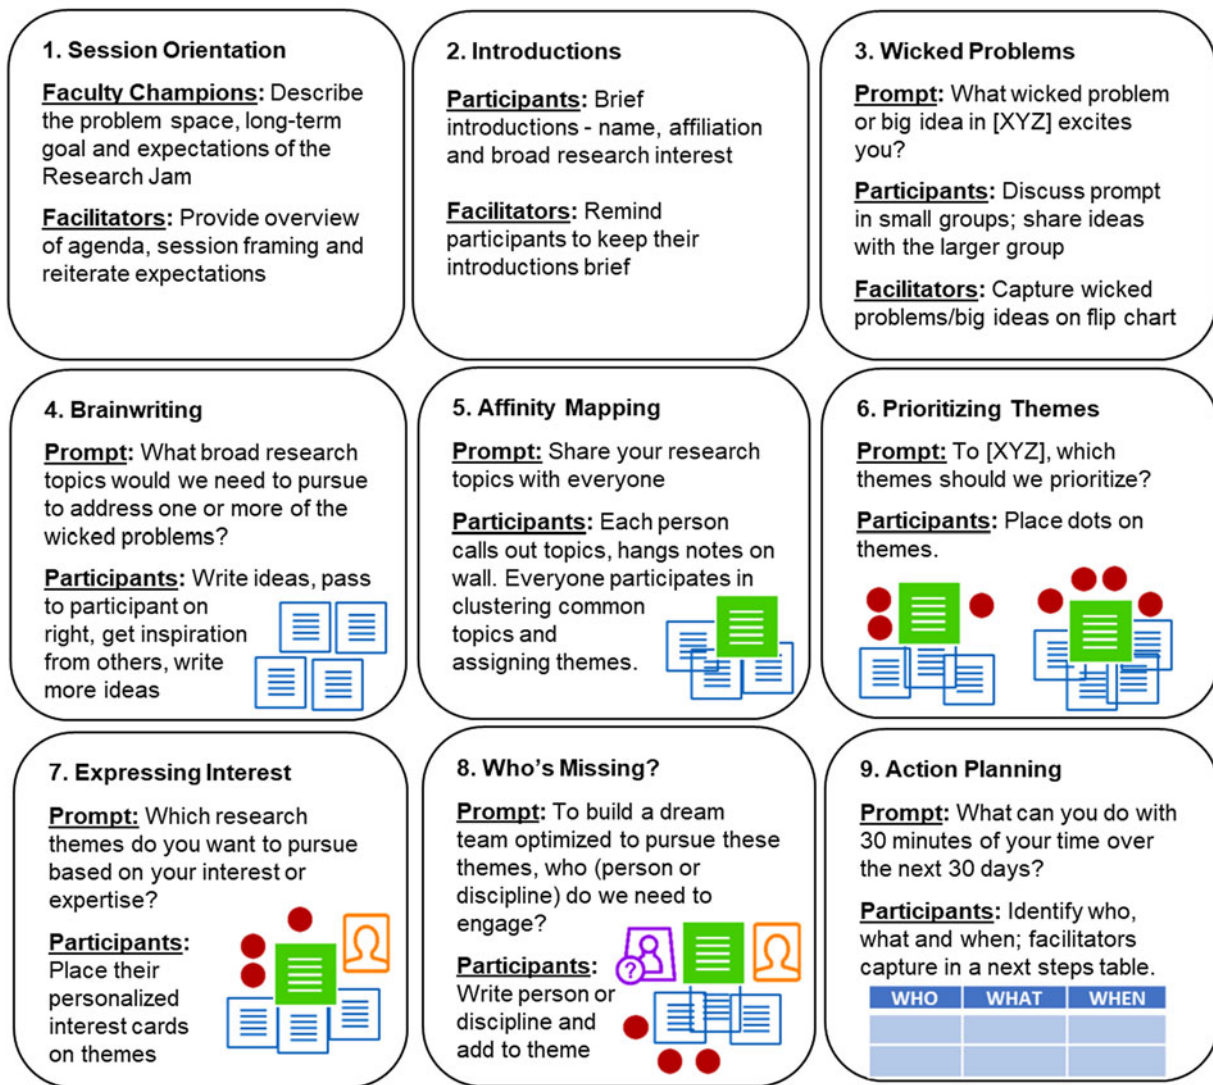 1. Session Orientation
Faculty Champions: Describe
the problem space, long-term
goal and expectations of the
Research Jam
Facilitators: Provide overview
of agenda, session framing and
reiterate expectations
2. Introductions
Participants: Brief
introductions - name, affiliation
and broad research interest
Facilitators: Remind
participants to keep their
introductions brief
3. Wicked Problems
Prompt: What wicked problem
or big idea in [XYZ] excites
you?
Participants: Discuss prompt
in small groups; share ideas
with the larger group
Facilitators: Capture wicked
problems/big ideas on flip chart
4. Brainwriting
Prompt: What broad research
topics would we need to pursue
to address one or more of the
wicked problems?
Participants: Write ideas, pass
to participant on
right, get inspiration
from others, write
more ideas
5. Affinity Mapping
Prompt: Share your research
topics with everyone
Participants: Each person
calls out topics, hangs notes on
wall. Everyone participates in
clustering common
topics and
assigning themes.
6. Prioritizing Themes
Prompt: To [XYZ], which
themes should we prioritize?
Participants: Place dots on
themes.
7. Expressing Interest
Prompt: Which research
themes do you want to pursue
based on your interest or
expertise?
Participants:
Place their
personalized
interest cards
on themes
8. Who's Missing?
Prompt: To build a dream
team optimized to pursue these
themes, who (person or
discipline) do we need to
engage?
Participants:
Write person or
discipline and
add to theme
?
9. Action Planning
Prompt: What can you do with
30 minutes of your time over
the next 30 days?
Participants: Identify who,
what and when; facilitators
capture in a next steps table.
WHO WHAT WHEN